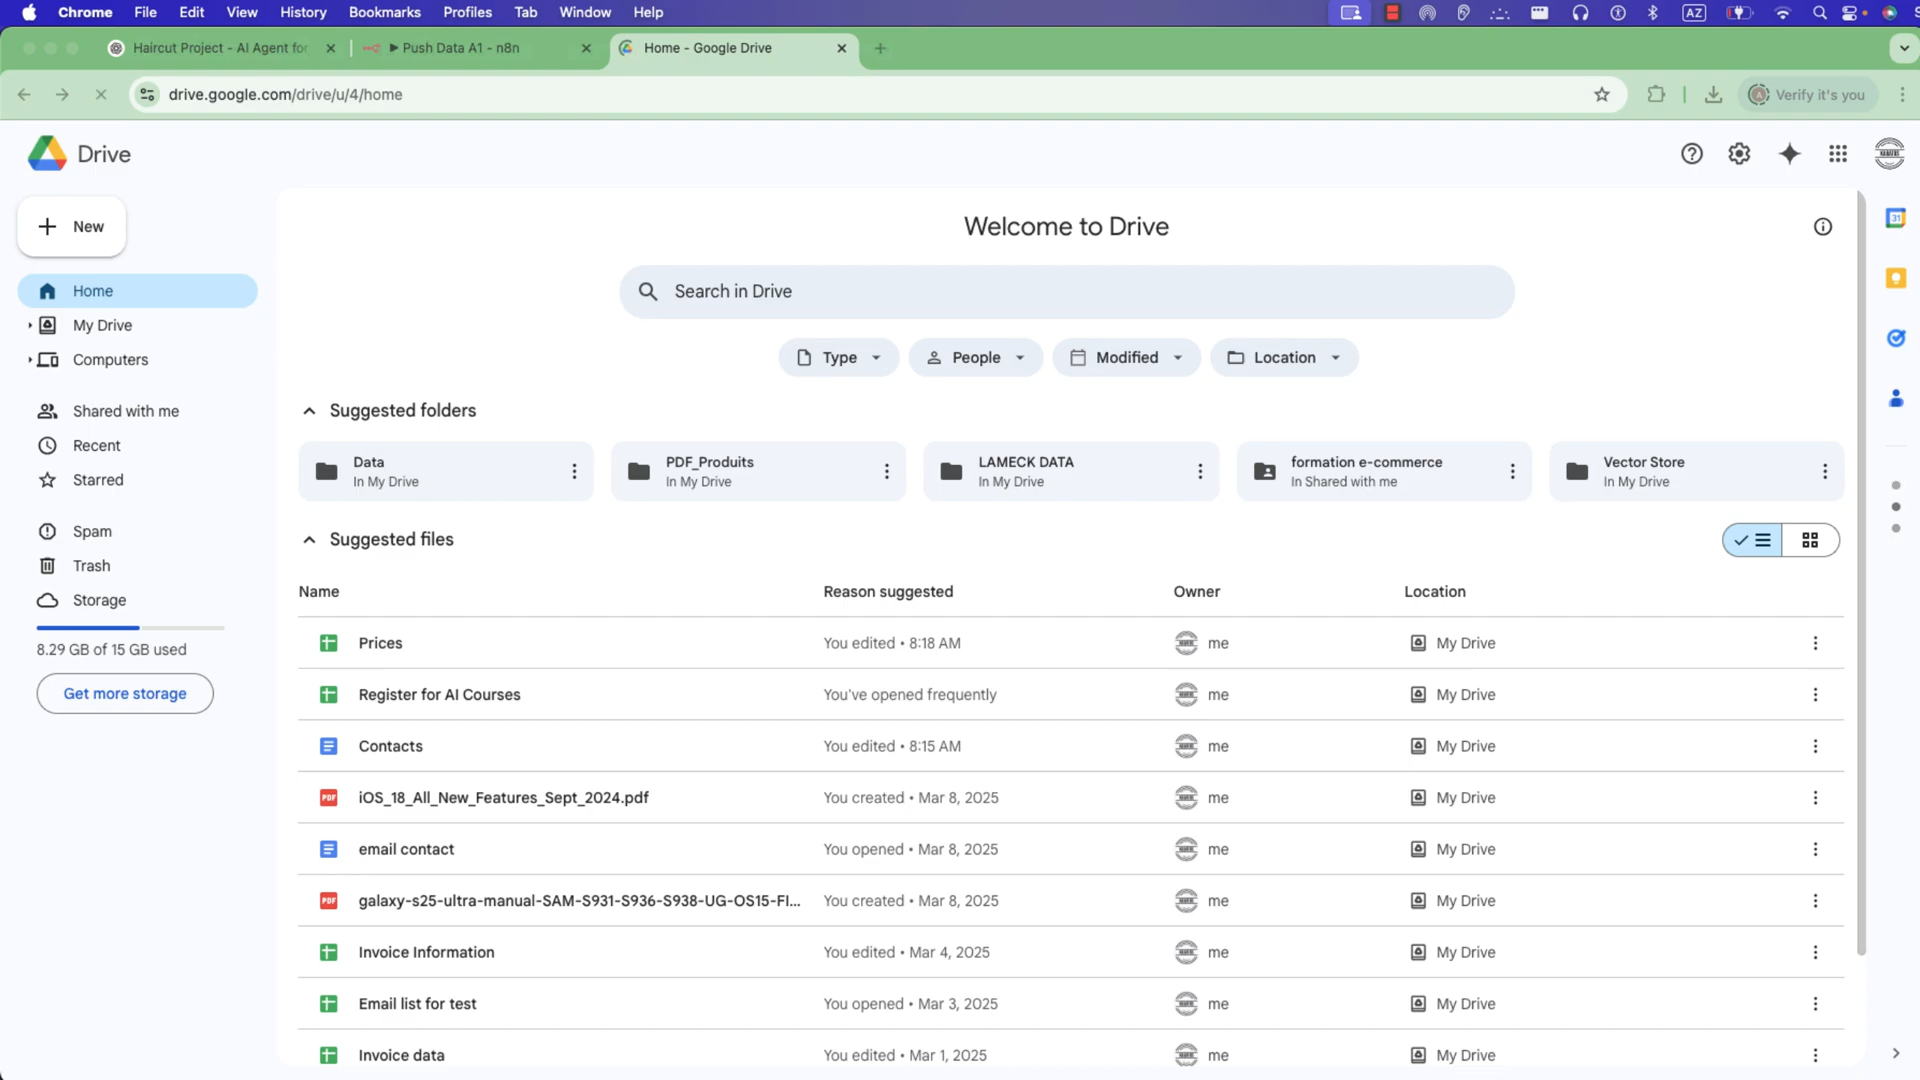 Chrome File Edit View History Bookmarks Profiles Tab Window Help AZ
Haircut Project - AI Agent for Push Data A1 - n8n Home - Google Drive
drive.google.com/drive/u/4/home Verify it's you
Drive
New
Home
My Drive
Computers
Shared with me
Recent
Starred
Spam
Trash
Storage
8.29 GB of 15 GB used
Get more storage
Welcome to Drive
Search in Drive
Type People Modified Location
Suggested folders
Data
In My Drive
PDF_Produits
In My Drive
LAMECK DATA
In My Drive
formation e-commerce
In Shared with me
Vector Store
In My Drive
Suggested files
Name Reason suggested Owner Location
Prices You edited • 8:18 AM me My Drive
Register for AI Courses You've opened frequently me My Drive
Contacts You edited • 8:15 AM me My Drive
PDF iOS_18_All_New_Features_Sept_2024.pdf You created • Mar 8, 2025 me My Drive
email contact You opened • Mar 8, 2025 me My Drive
PDF galaxy-s25-ultra-manual-SAM-S931-S936-S938-UG-OS15-FI... You created • Mar 8, 2025 me My Drive
Invoice Information You edited • Mar 4, 2025 me My Drive
Email list for test You opened • Mar 3, 2025 me My Drive
Invoice data You edited • Mar 1, 2025 me My Drive
31